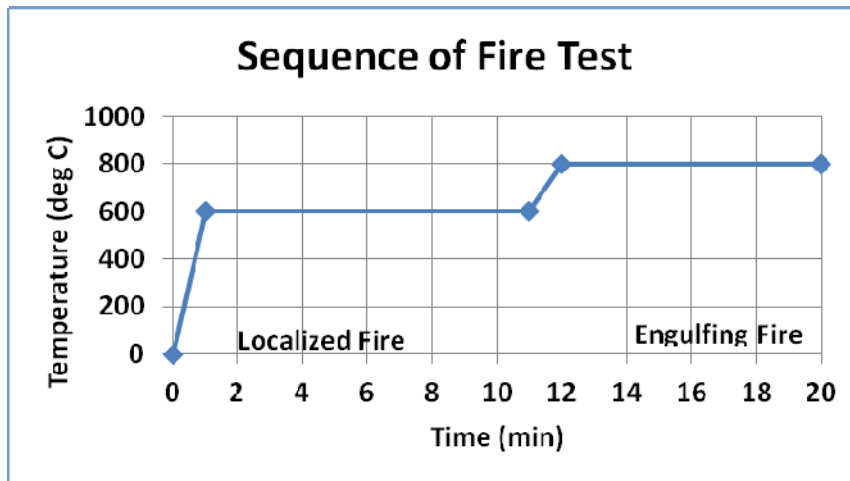 Sequence of Fire Test
Temperature (deg C)
1000
800
600
400
200
0
Localized Fire
Engulfing Fire
0 2 4 6 8 10 12 14 16 18 20
Time (min)